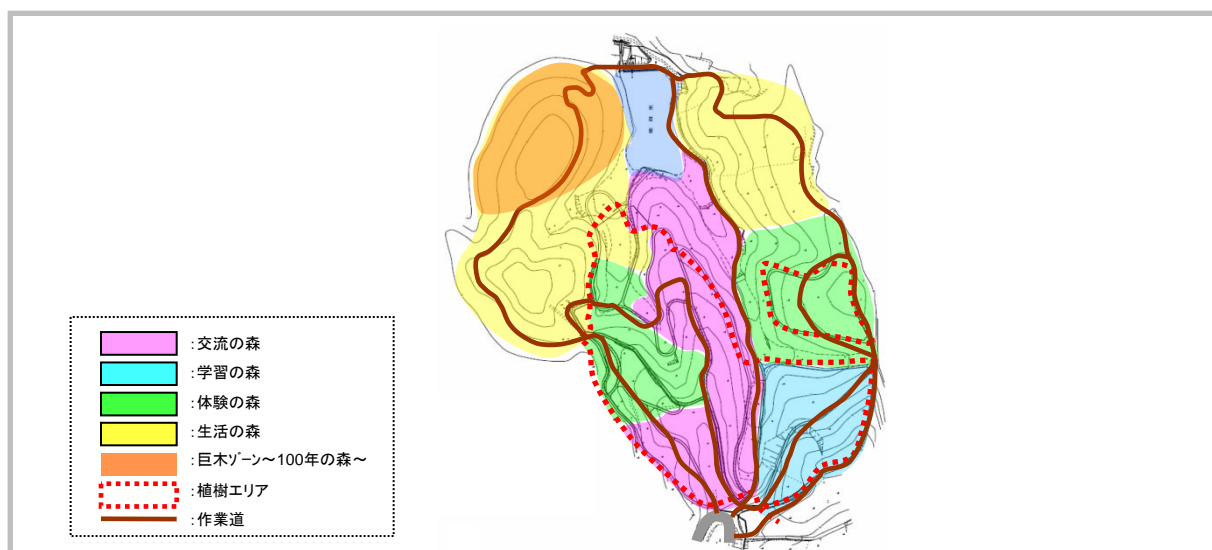 :交流の森
:学習の森
:体験の森
:生活の森
:巨木ｿﾞｰﾝ～100年の森～
:植樹エリア
:作業道